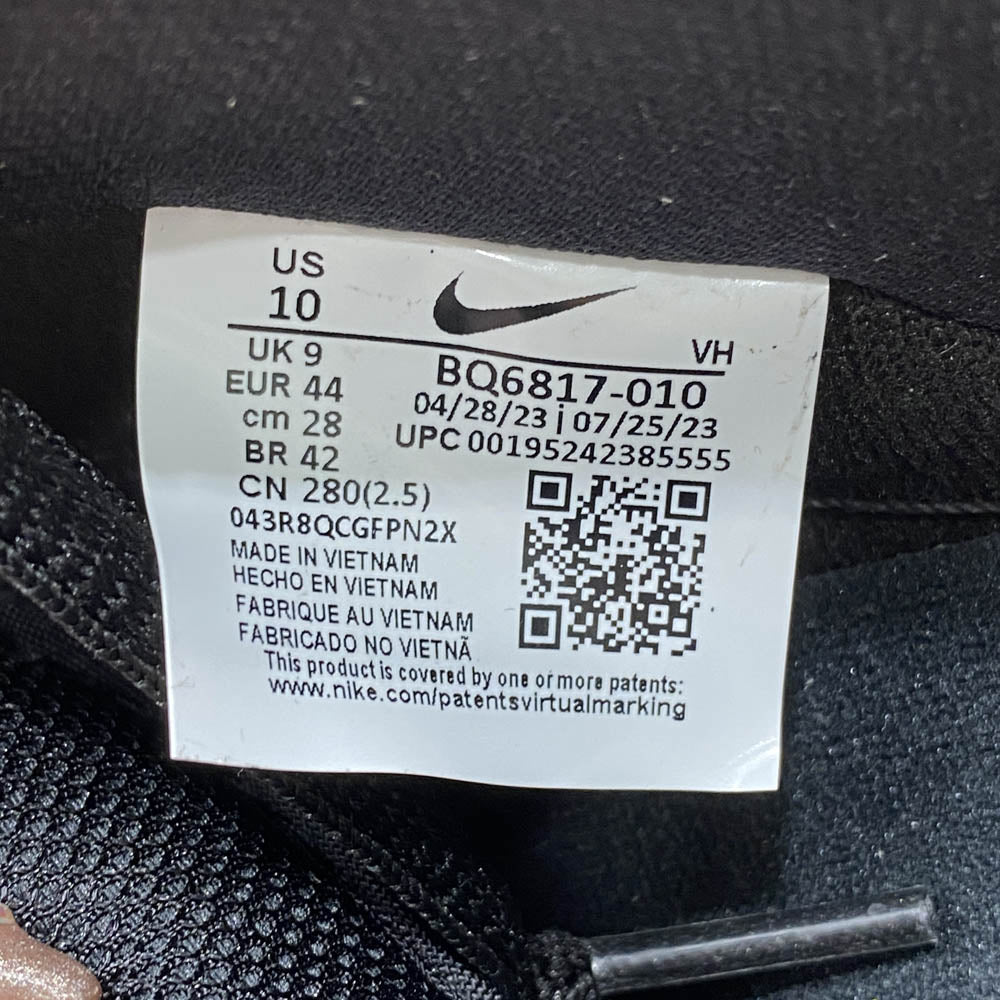 US
10
VH
UK 9
EUR 44
cm 28
BR 42
CN 280(2.5)
BQ6817-010
04/28/23 | 07/25/23
UPC 00195242385555
043R8QCGFPN2X
MADE IN VIETNAM
HECHO EN VIETNAM
FABRIQUE AU VIETNAM
FABRICADO NO VIETNÃ
This product is covered by one or more patents:
www.nike.com/patentsvirtualmarking